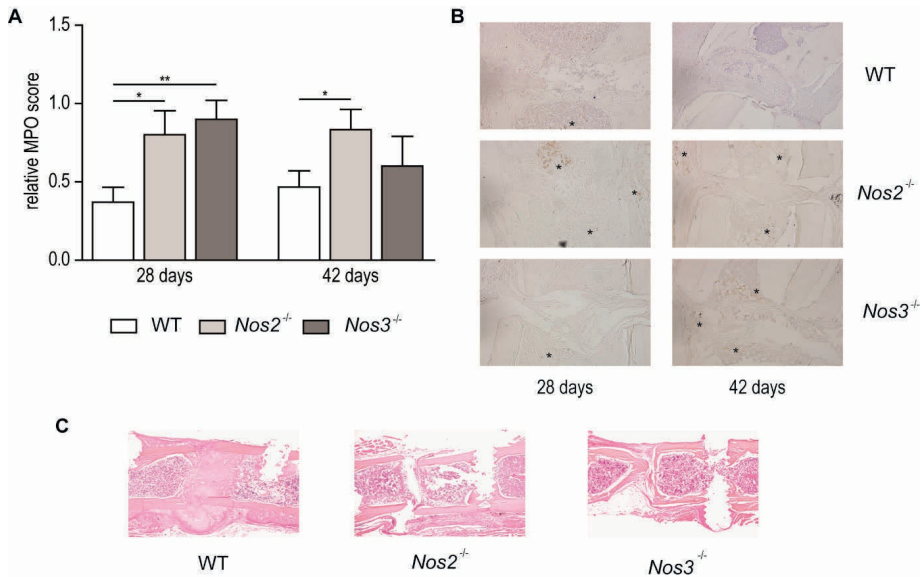 A
relative MPO score
1.5
1.0
0.5
0.0
**
*
*
28 days
42 days
WT
Nos2-/-
Nos3-/-
B
*
*
*
*
*
*
*
*
*
*
*
*
WT
Nos2-/-
Nos3-/-
28 days
42 days
C
WT
Nos2-/-
Nos3-/-